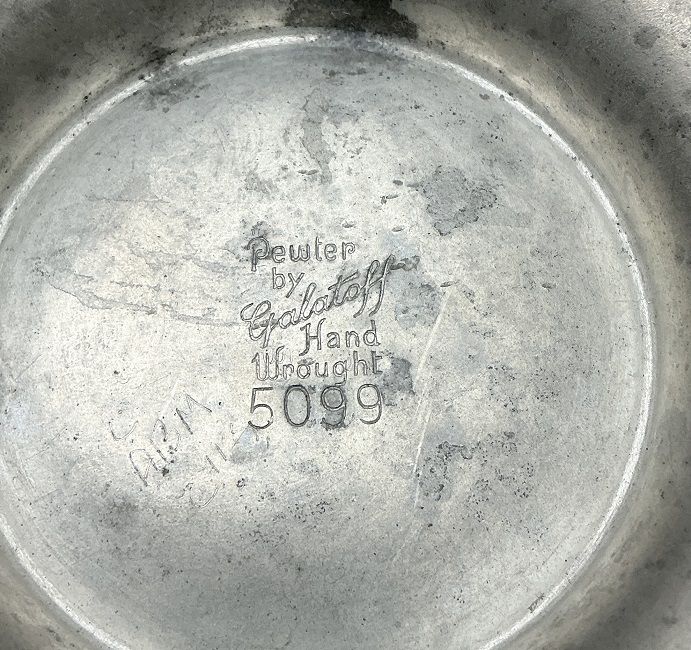 Pewter
by
Galatoff
Hand
Wrought
5099